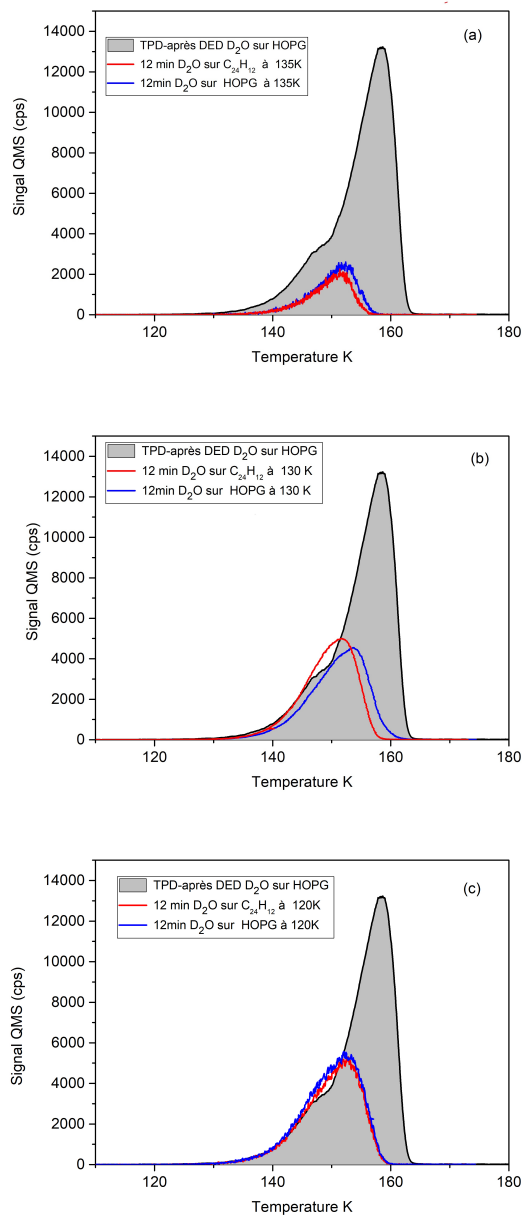 (a)
TPD-après DED D₂O sur HOPG
12 min D₂O sur C₂₄H₁₂ à 135K
12min D₂O sur HOPG à 135K
14000
12000
10000
8000
6000
4000
2000
0
Singal QMS (cps)
120 140 160 180
Temperature K
(b)
TPD-après DED D₂O sur HOPG
12 min D₂O sur C₂₄H₁₂ à 130 K
12min D₂O sur HOPG à 130 K
14000
12000
10000
8000
6000
4000
2000
0
Signal QMS (cps)
120 140 160 180
Temperature K
(c)
TPD-après DED D₂O sur HOPG
12 min D₂O sur C₂₄H₁₂ à 120K
12min D₂O sur HOPG à 120K
14000
12000
10000
8000
6000
4000
2000
0
Signal QMS (cps)
120 140 160 180
Temperature K